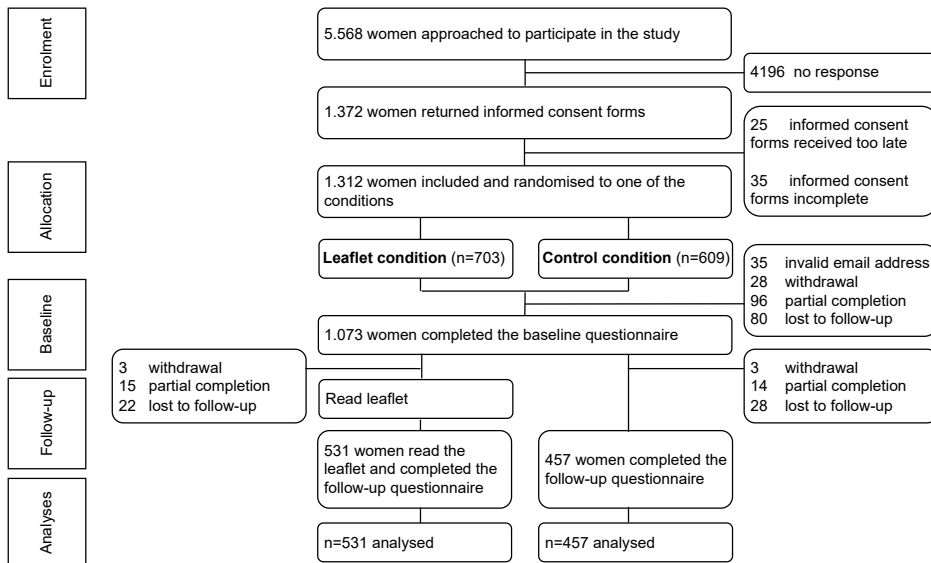 Enrolment
5.568 women approached to participate in the study
4196 no response
1.372 women returned informed consent forms
25 informed consent
forms received too late
35 informed consent
forms incomplete
Allocation
1.312 women included and randomised to one of the
conditions
Leaflet condition (n=703)
Control condition (n=609)
35 invalid email address
28 withdrawal
96 partial completion
80 lost to follow-up
Baseline
1.073 women completed the baseline questionnaire
3 withdrawal
15 partial completion
22 lost to follow-up
3 withdrawal
14 partial completion
28 lost to follow-up
Follow-up
Read leaflet
531 women read the
leaflet and completed the
follow-up questionnaire
457 women completed the
follow-up questionnaire
Analyses
n=531 analysed
n=457 analysed